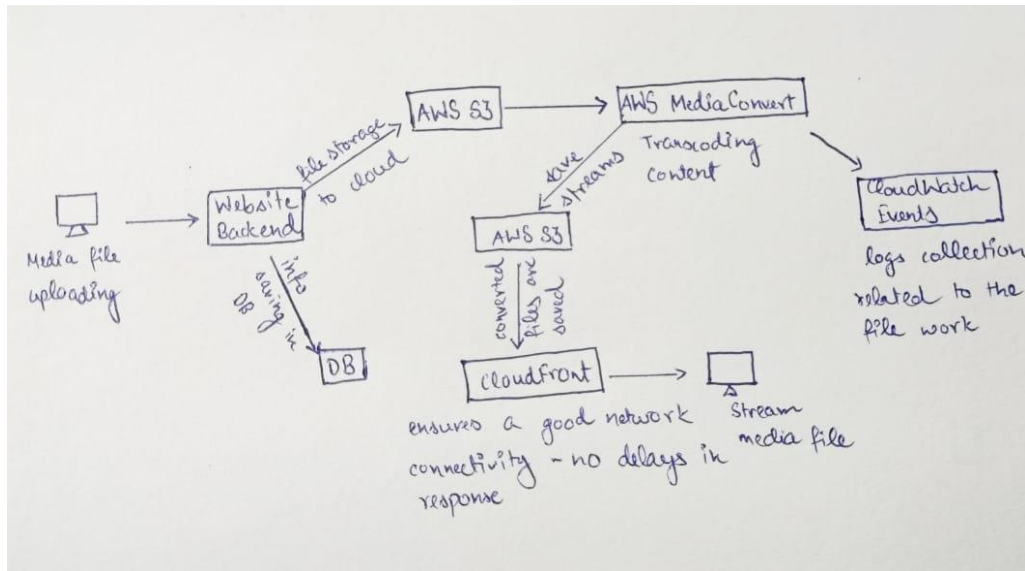 AWS S3
AWS MediaConvert
Transcoding
content
file storage
to cloud
save
streams
CloudWatch
Events
logs collection
related to the
file work
Website
Backend
Media file
uploading
info
saving in
DB
DB
AWS S3
converted
files are
saved
CloudFront
ensures a good network
connectivity - no delays in
response
Stream
media file